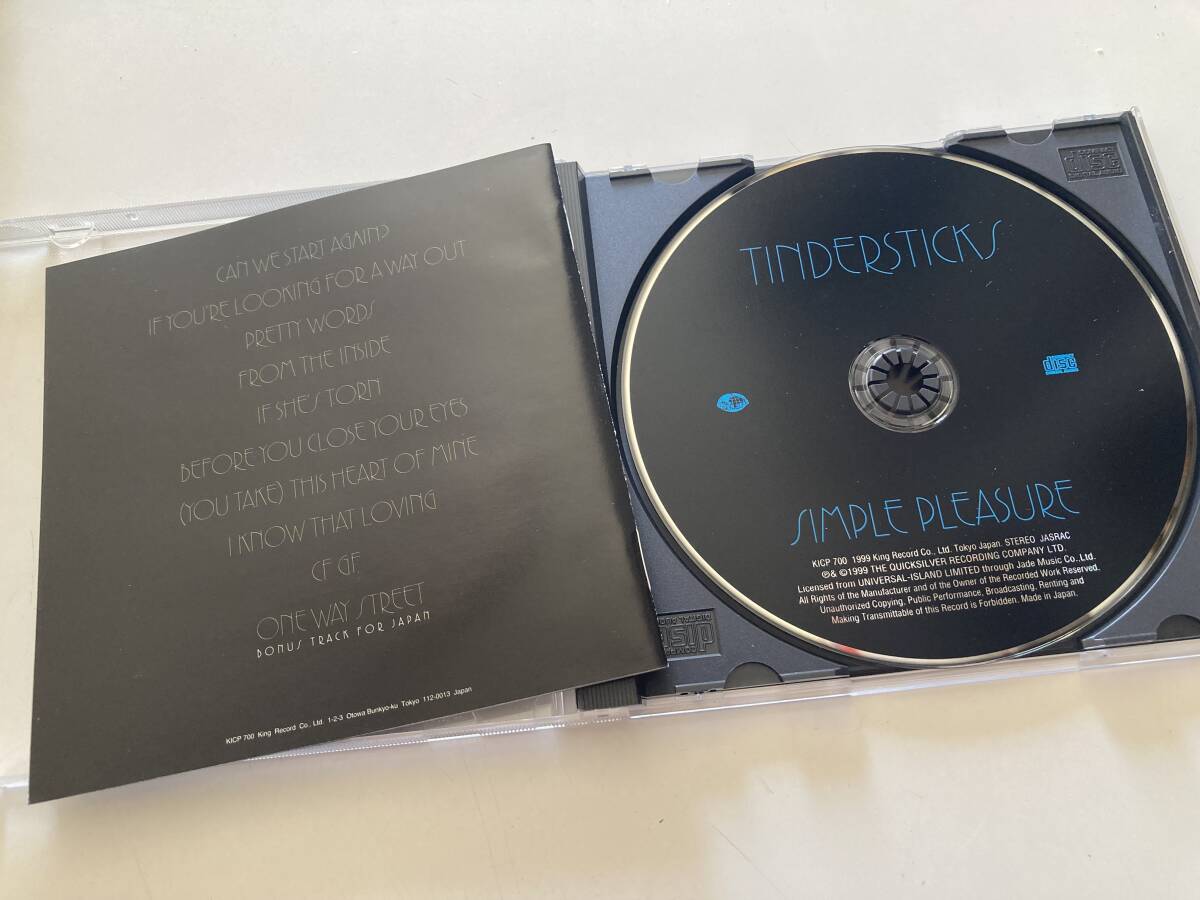 CAN WE START AGAIN?
IF YOU'RE LOOKING FOR A WAY OUT
PRETTY WORDS
FROM THE INSIDE
IF SHE'S TORN
BEFORE YOU CLOSE YOUR EYES
(YOU TAKE) THIS HEART OF MINE
I KNOW THAT LOVING
CF GF
ONE WAY STREET
BONUS TRACK FOR JAPAN
KICP 700 King Record Co., Ltd. 1-2-3 Otowa Bunkyo-ku Tokyo 112-0013 Japan
TINDERSTICKS
disc
SIMPLE PLEASURE
KICP 700 1999 King Record Co., Ltd. Tokyo Japan. STEREO JASRAC
℗& ©1999 THE QUICKSILVER RECORDING COMPANY LTD.
Licensed from UNIVERSAL-ISLAND LIMITED through Jade Music Co.,Ltd.
All Rights of the Manufacturer and of the Owner of the Recorded Work Reserved.
Unauthorized Copying, Public Performance, Broadcasting, Renting and
Making Transmittable of this Record is Forbidden. Made in Japan.
COMPACT
disc
DIGITAL AUDIO